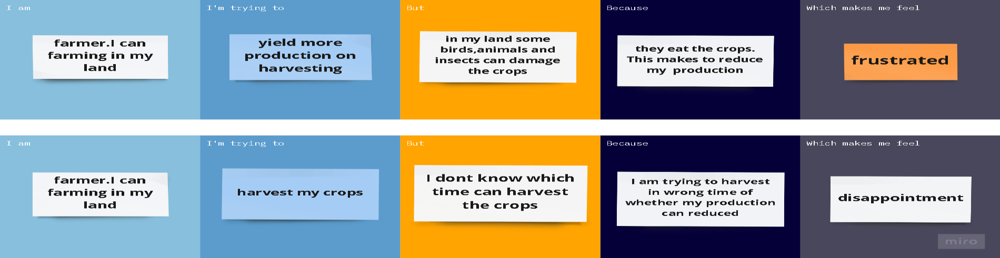 I am
farmer.I can
farming in my
land
I'm trying to
yield more
production on
harvesting
But
in my land some
birds,animals and
insects can damage
the crops
Because
they eat the crops.
This makes to reduce
my production
Which makes me feel
frustrated
I am
farmer.I can
farming in my
land
I'm trying to
harvest my crops
But
I dont know which
time can harvest
the crops
Because
I am trying to harvest
in wrong time of
whether my production
can reduced
Which makes me feel
disappointment
miro